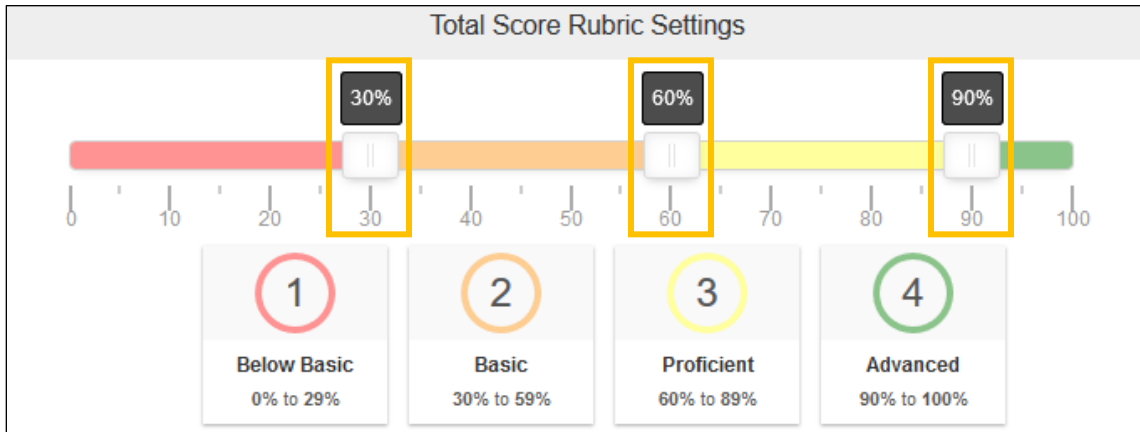 Total Score Rubric Settings
30% 60% 90%
0 10 20 30 40 50 60 70 80 90 100
1 2 3 4
Below Basic Basic Proficient Advanced
0% to 29% 30% to 59% 60% to 89% 90% to 100%